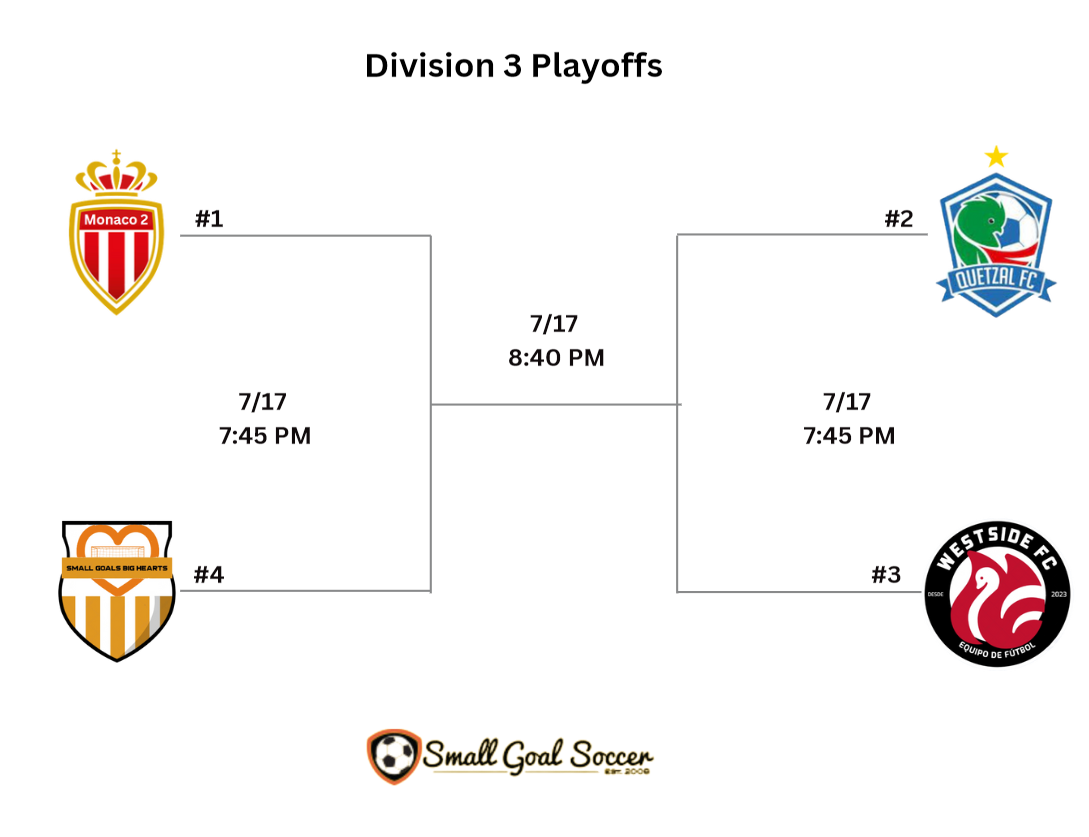 Division 3 Playoffs
Monaco 2
#1
#2
QUETZAL FC
7/17
8:40 PM
7/17
7:45 PM
7/17
7:45 PM
SMALL GOALS BIG HEARTS
#4
#3
WESTSIDE FC
DESDE
2023
EQUIPO DE FÚTBOL
Small Goal Soccer
EST. 2009